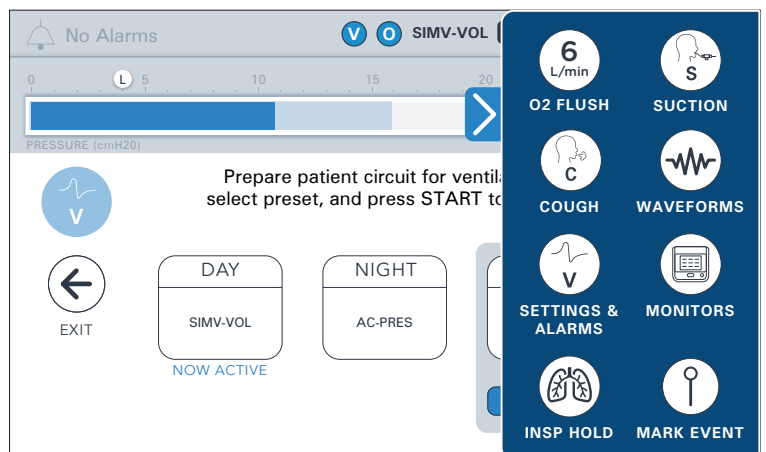 No Alarms
V O SIMV-VOL
0 L 5 10 15 20
PRESSURE (cmH20)
V
Prepare patient circuit for
select preset, and press START
EXIT
DAY
SIMV-VOL
NOW ACTIVE
NIGHT
AC-PRES
6
L/min
O2 FLUSH
S
SUCTION
C
COUGH
WAVEFORMS
V
SETTINGS &
ALARMS
MONITORS
INSP HOLD
MARK EVENT